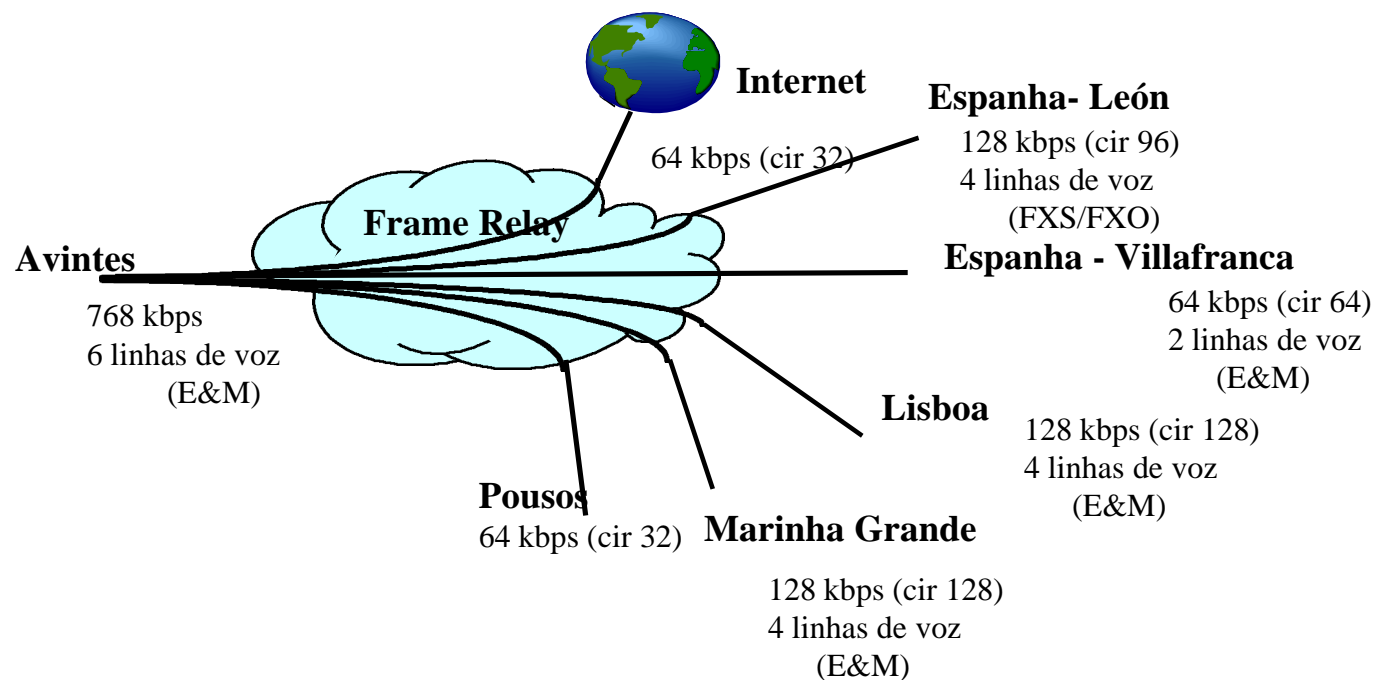 Internet
Espanha- León
128 kbps (cir 96)
4 linhas de voz
(FXS/FXO)
64 kbps (cir 32)
Frame Relay
Avintes
768 kbps
6 linhas de voz
(E&M)
Espanha - Villafranca
64 kbps (cir 64)
2 linhas de voz
(E&M)
Lisboa
128 kbps (cir 128)
4 linhas de voz
(E&M)
Pousos
64 kbps (cir 32)
Marinha Grande
128 kbps (cir 128)
4 linhas de voz
(E&M)